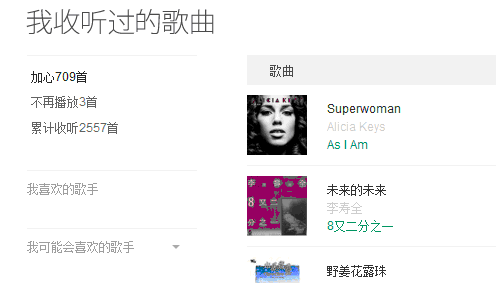 我收听过的歌曲
加心709首
不再播放3首
累计收听2557首
我喜欢的歌手
我可能会喜欢的歌手
歌曲
ALICIA KEYS
Superwoman
Alicia Keys
As I Am
未来的未来
李寿全
8又二分之一
野姜花露珠